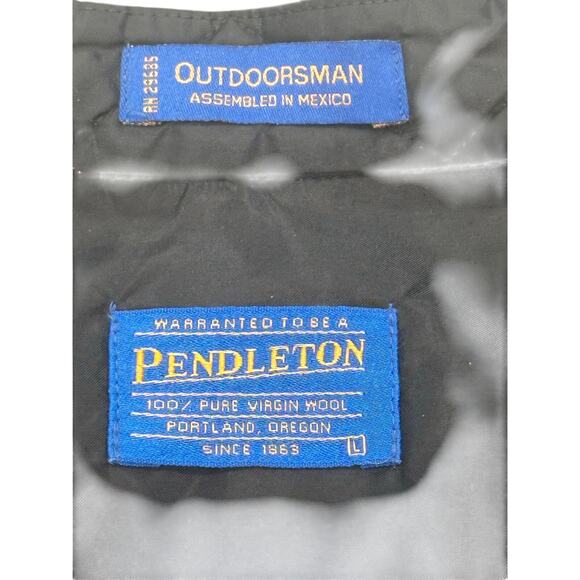 RN 29685
OUTDOORSMAN
ASSEMBLED IN MEXICO
WARRANTED TO BE A
PENDLETON
100% PURE VIRGIN WOOL
PORTLAND, OREGON
SINCE 1863
L